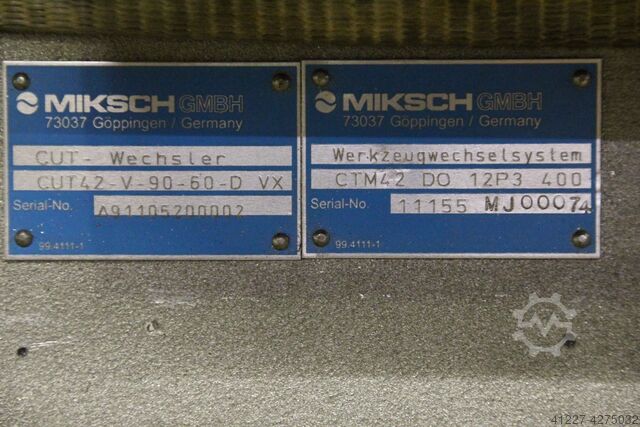 MIKSCH GMBH
73037 Göppingen / Germany
CUT- Wechsler
CUT42-V-90-60-D VX
Serial-No. A91105200002
99.4111-1
MIKSCH GMBH
73037 Göppingen / Germany
Werkzeugwechselsystem
CTM42 DO 12P3 400
Serial-No. 11155 MJ00074
99.4111-1
41227-4275032